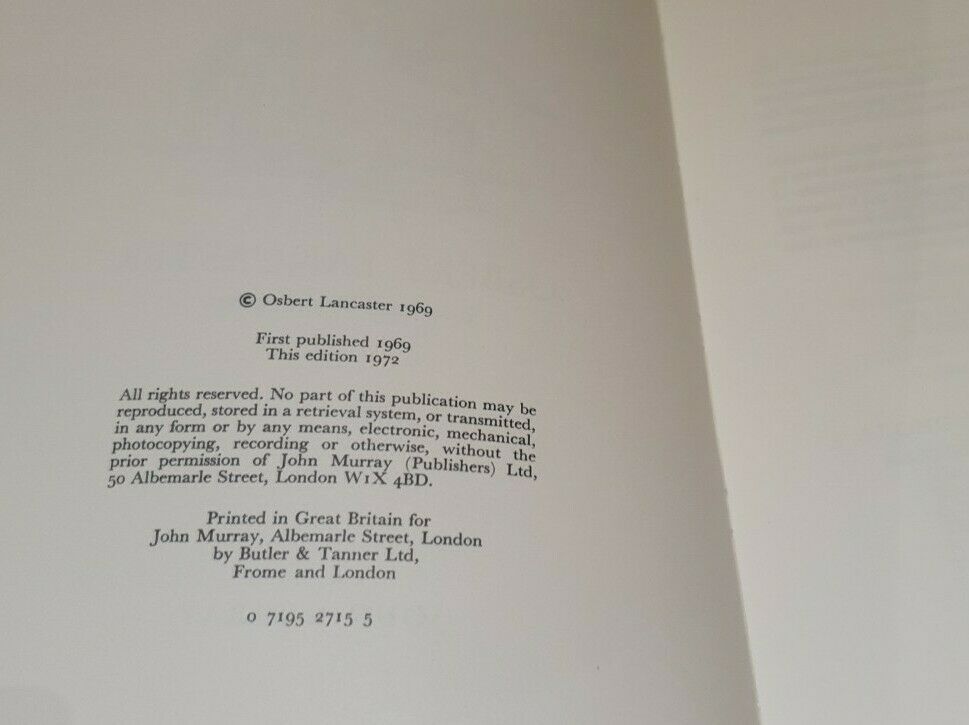 © Osbert Lancaster 1969
First published 1969
This edition 1972
All rights reserved. No part of this publication may be
reproduced, stored in a retrieval system, or transmitted,
in any form or by any means, electronic, mechanical,
photocopying, recording or otherwise, without the
prior permission of John Murray (Publishers) Ltd,
50 Albemarle Street, London W1X 4BD.
Printed in Great Britain for
John Murray, Albemarle Street, London
by Butler & Tanner Ltd,
Frome and London
0 7195 2715 5